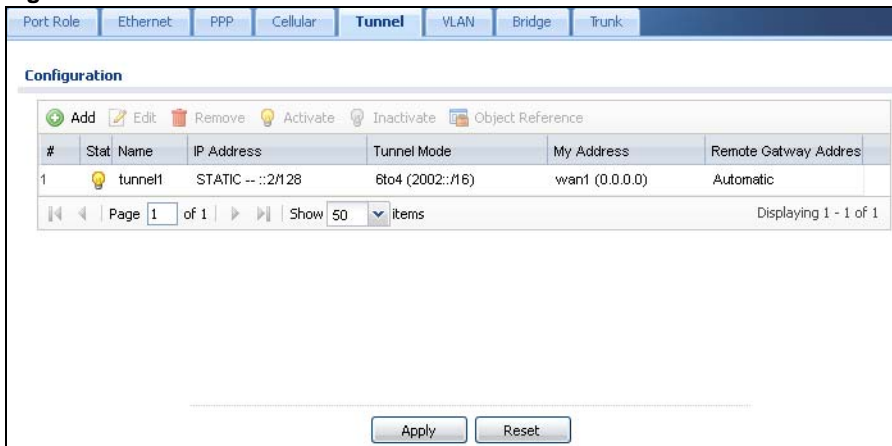 Port Role Ethernet PPP Cellular Tunnel VLAN Bridge Trunk
Configuration
Add Edit Remove Activate Inactivate Object Reference
# Stat Name IP Address Tunnel Mode My Address Remote Gatway Addres
1 tunnel1 STATIC -- ::2/128 6to4 (2002::/16) wan1 (0.0.0.0) Automatic
Page 1 of 1 Show 50 items Displaying 1 - 1 of 1
Apply Reset